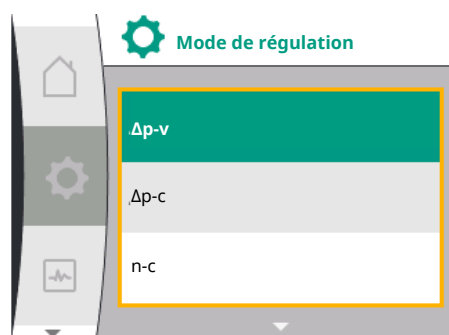 Mode de régulation
Δp-v
Δp-c
n-c